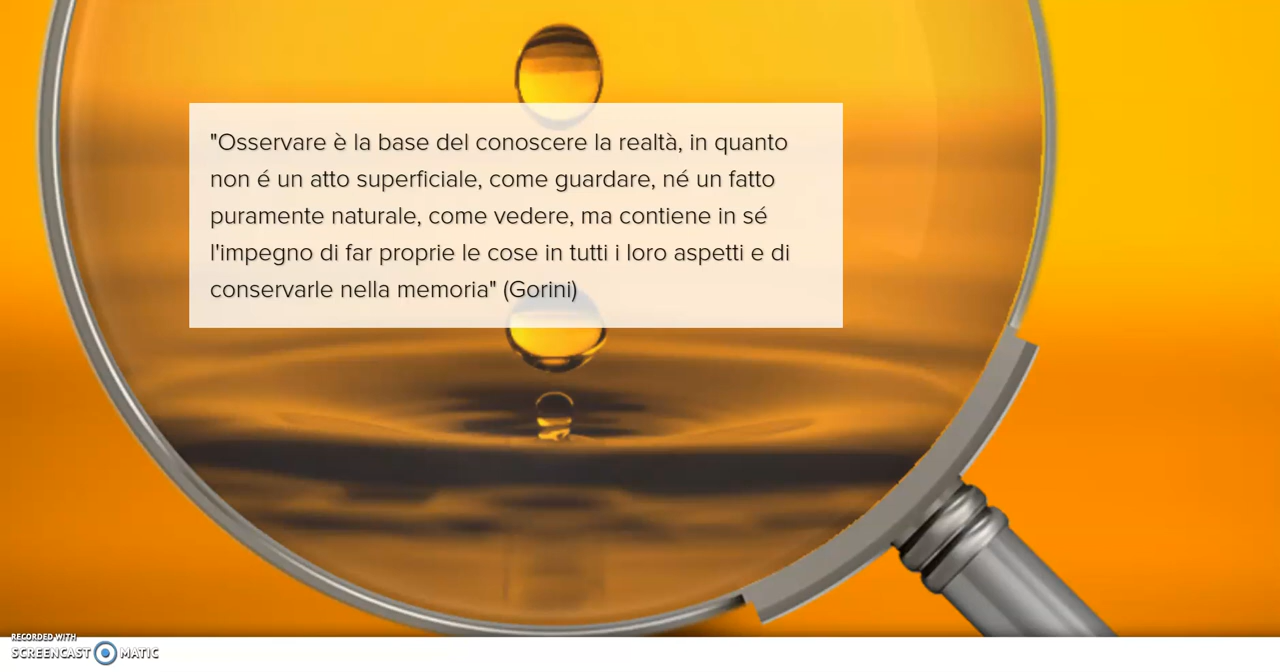 "Osservare è la base del conoscere la realtà, in quanto
non é un atto superficiale, come guardare, né un fatto
puramente naturale, come vedere, ma contiene in sé
l'impegno di far proprie le cose in tutti i loro aspetti e di
conservarle nella memoria" (Gorini)
RECORDED WITH
SCREENCAST MATIC